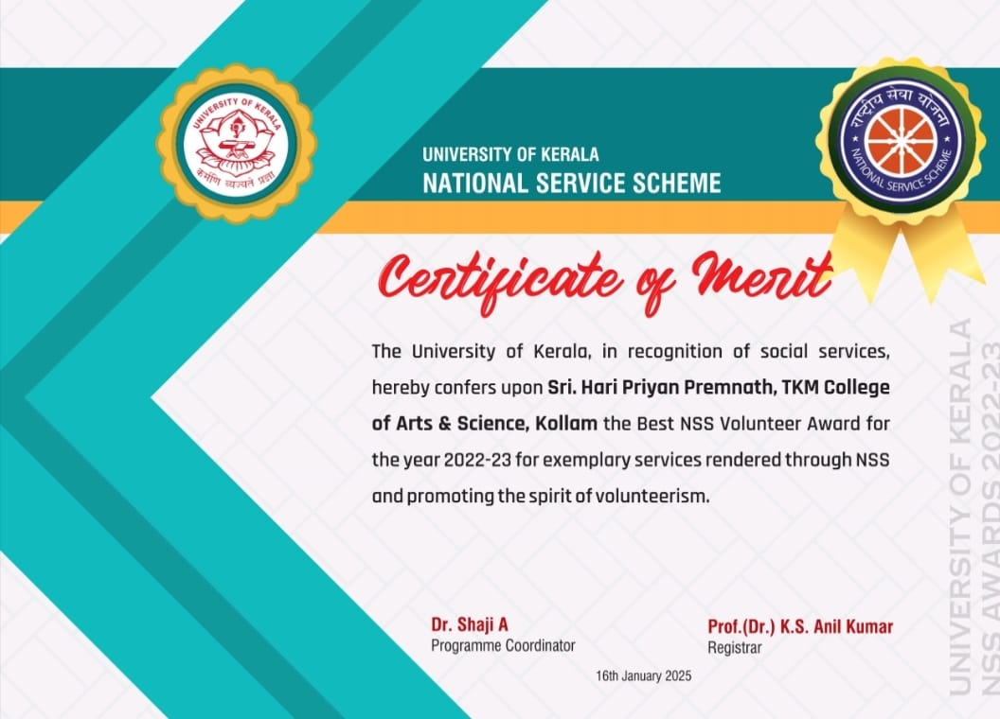 UNIVERSITY OF KERALA
कर्मणि व्यज्यते प्रज्ञा
UNIVERSITY OF KERALA
NATIONAL SERVICE SCHEME
राष्ट्रीय सेवा योजना
NATIONAL SERVICE SCHEME
Certificate of Merit
The University of Kerala, in recognition of social services,
hereby confers upon Sri. Hari Priyan Premnath, TKM College
of Arts & Science, Kollam the Best NSS Volunteer Award for
the year 2022-23 for exemplary services rendered through NSS
and promoting the spirit of volunteerism.
Dr. Shaji A
Programme Coordinator
Prof.(Dr.) K.S. Anil Kumar
Registrar
16th January 2025
UNIVERSITY OF KERALA
NSS AWARDS 2022-23